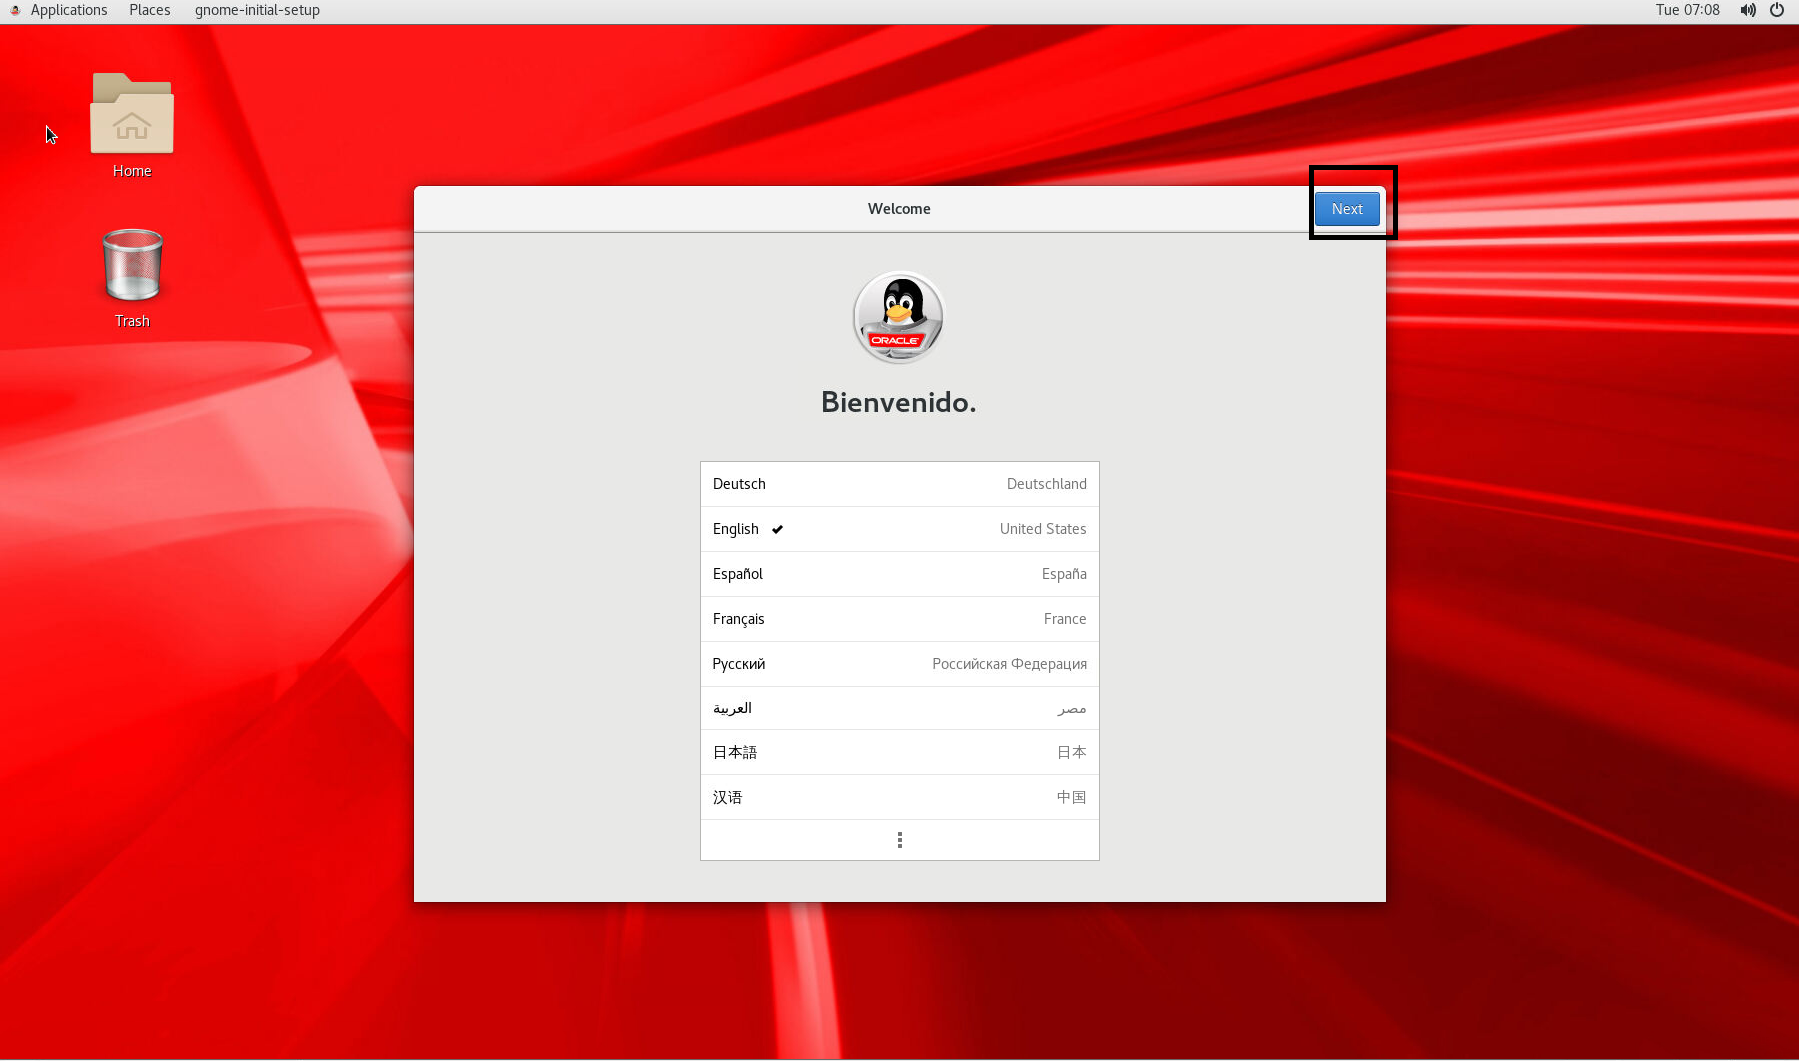 Applications Places gnome-initial-setup Tue 07:08
Home
Trash
Welcome Next
ORACLE
Bienvenido.
Deutsch Deutschland
English United States
Español España
Français France
Русский Российская Федерация
العربية مصر
日本語 日本
汉语 中国